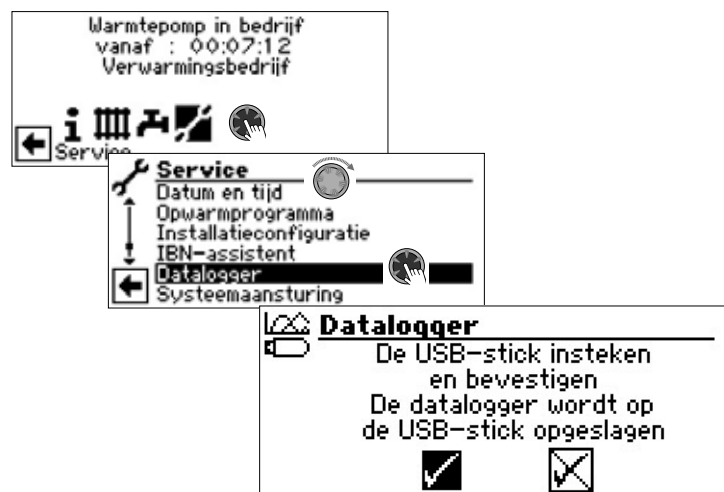 Warmtepomp in bedrijf
vanaf : 00:07:12
Verwarmingsbedrijf
Service
Service
Datum en tijd
Opwarmprogramma
Installatieconfiguratie
IBN-assistent
Datalogger
Systeemaansturing
Datalogger
De USB-stick insteken
en bevestigen
De datalogger wordt op
de USB-stick opgeslagen